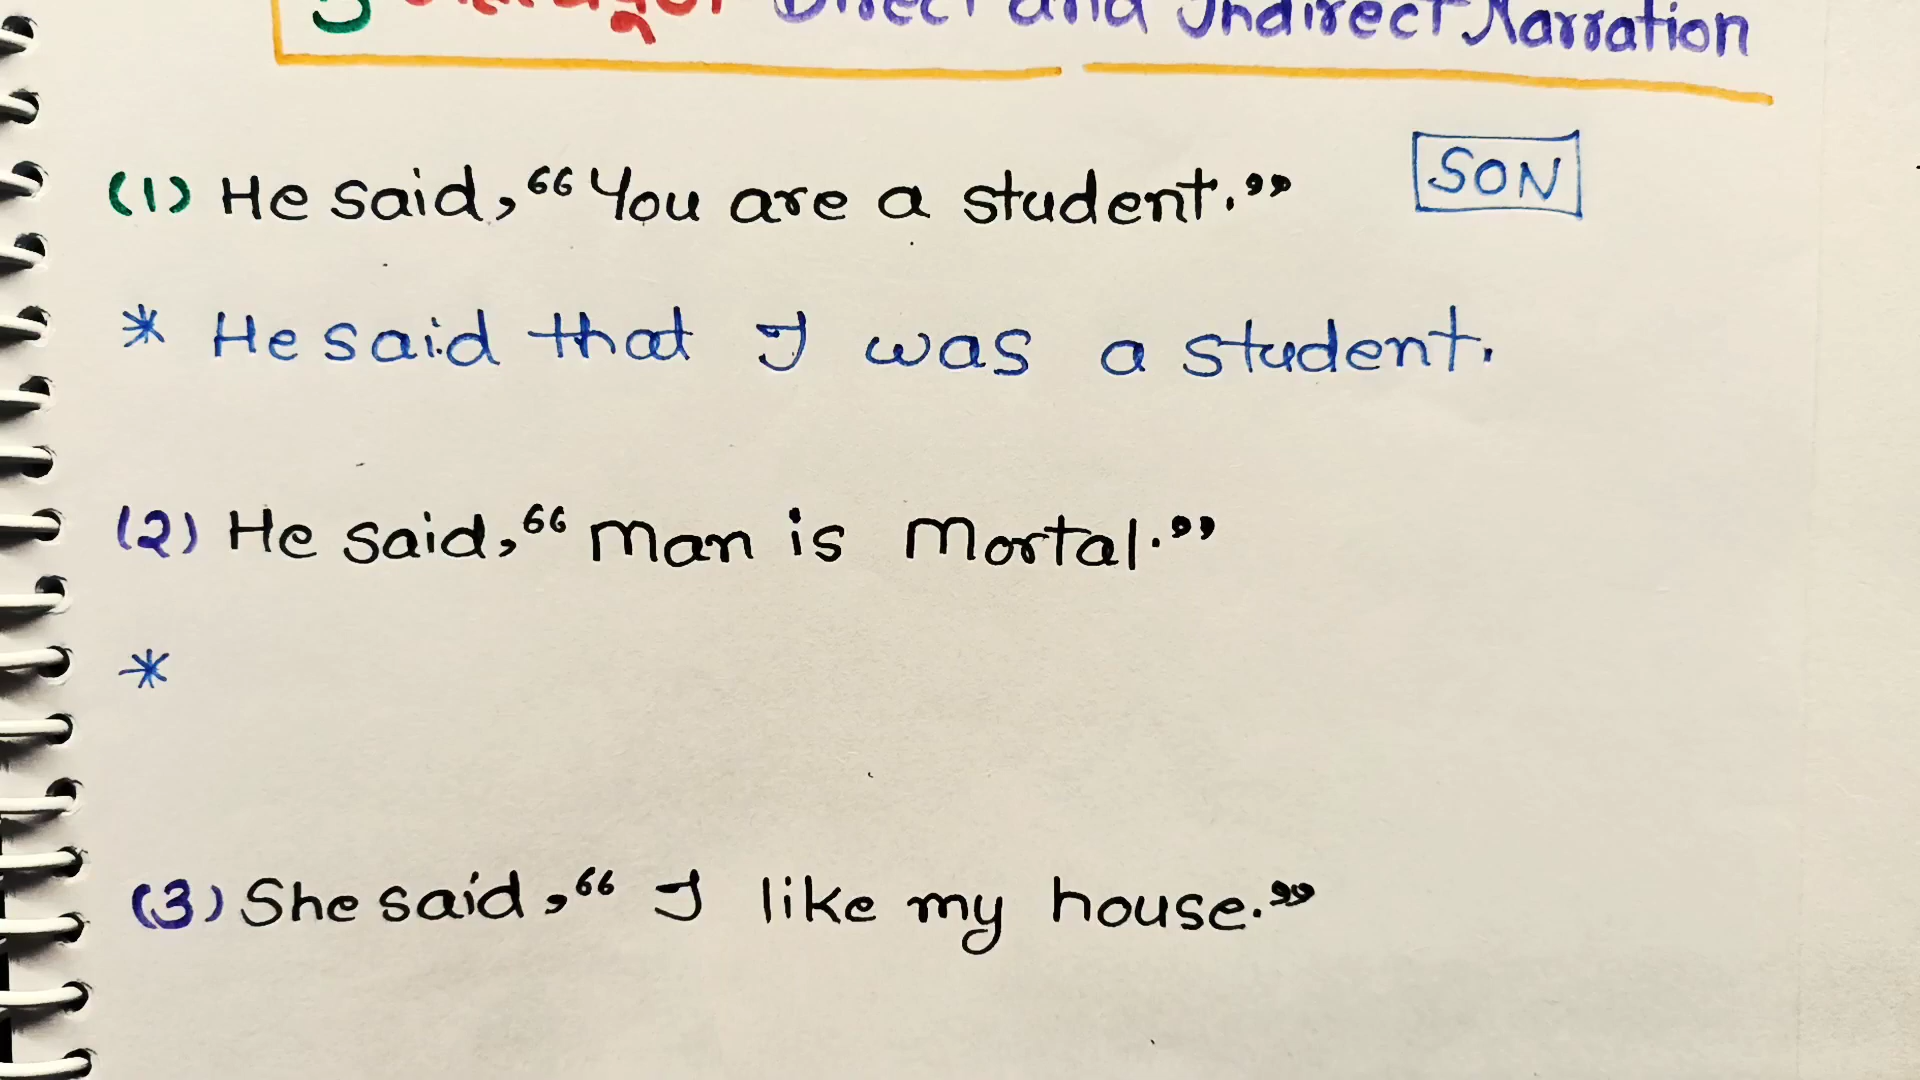 Direct and Indirect Narration
(1) He said, “You are a student.”
SON
* He said that I was a student.
(2) He said, “Man is Mortal.”
*
(3) She said, “I like my house.”